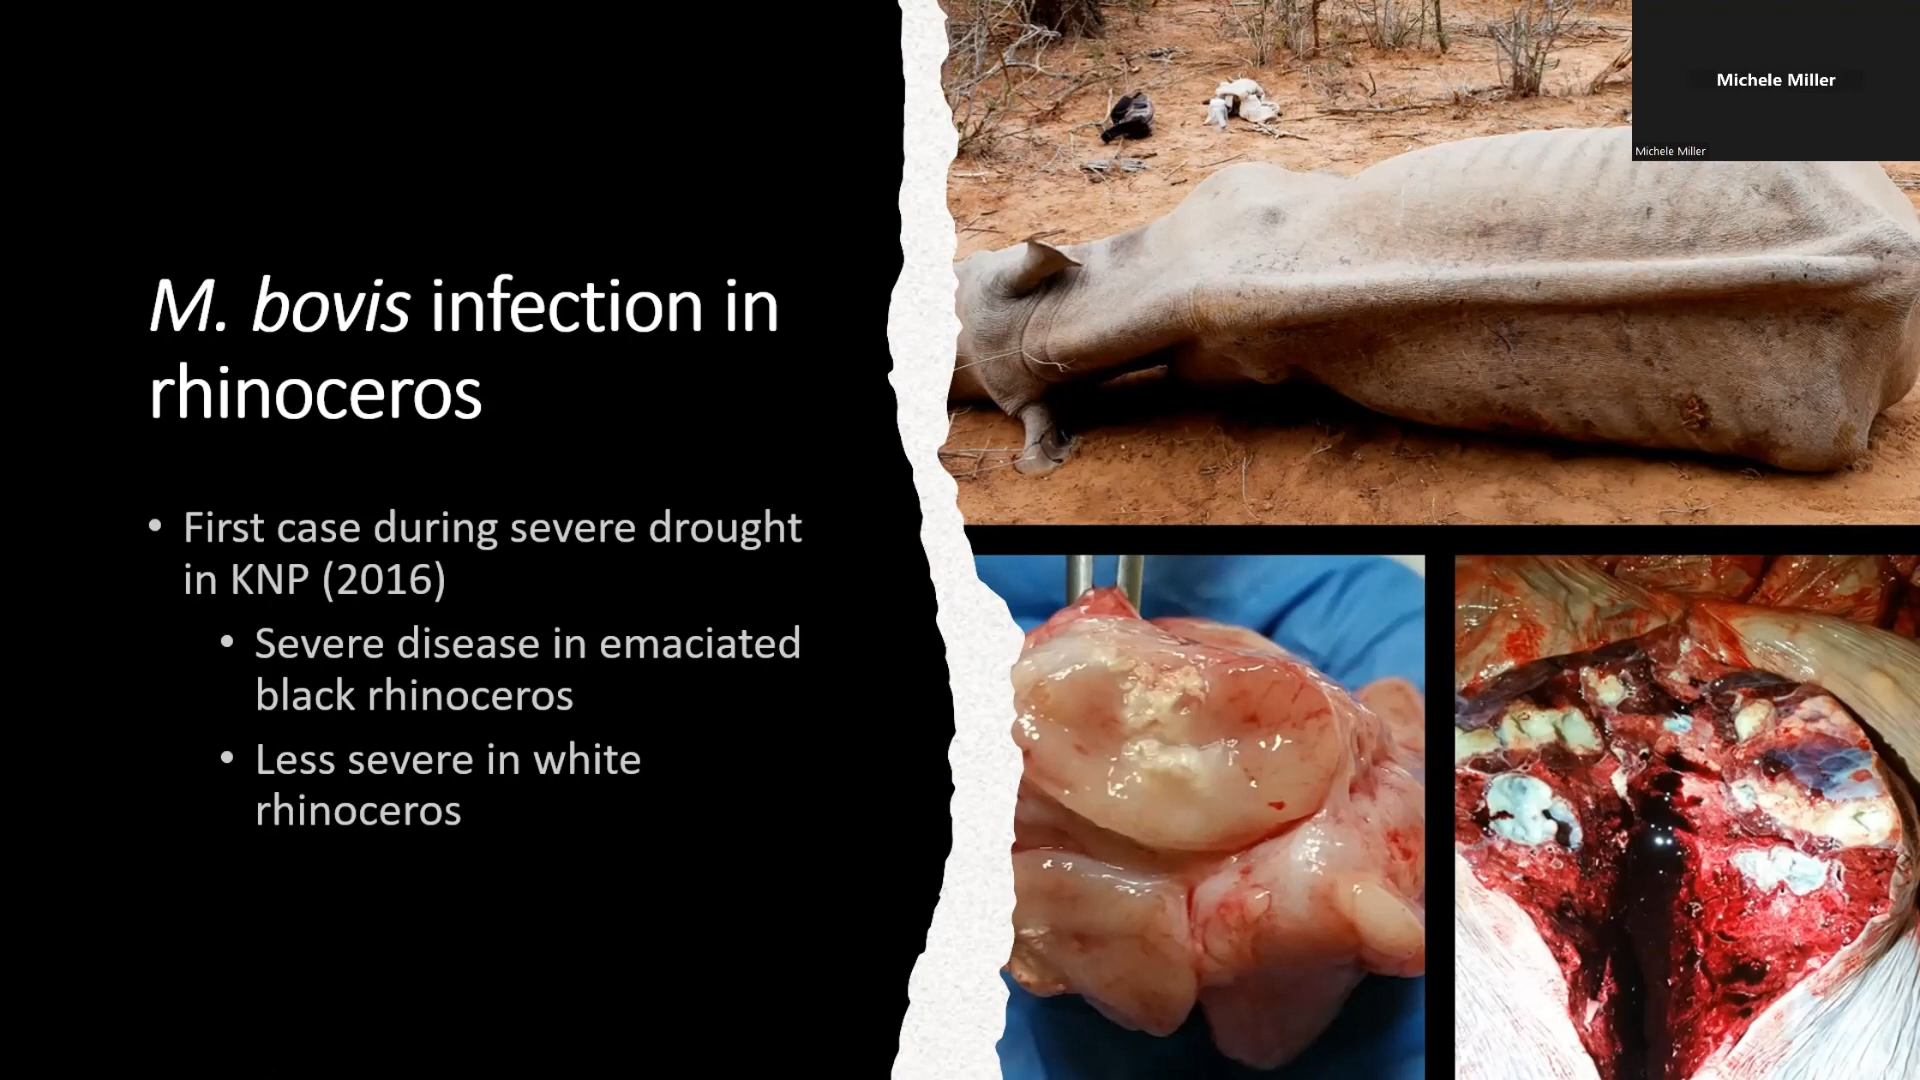 Michele Miller
Michele Miller
M. bovis infection in
rhinoceros
• First case during severe drought
in KNP (2016)
• Severe disease in emaciated
black rhinoceros
• Less severe in white
rhinoceros